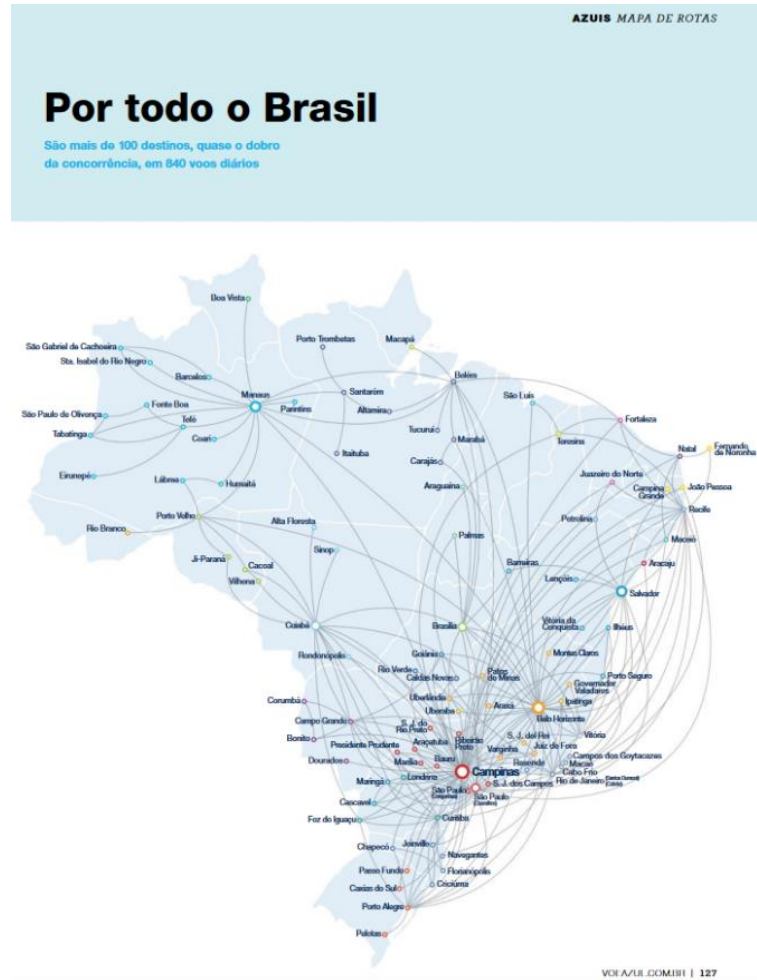 AZUIS MAPA DE ROTAS
Por todo o Brasil
São mais de 100 destinos, quase o dobro
da concorrência, em 840 voos diários
Boa Vista
Porto Trombetas
Macapá
São Gabriel de Cachoeira
Sta. Isabel do Rio Negro
Barcelos
Belém
Manaus
Santarém
São Luís
Fonte Boa
Parintins
Altamira
São Paulo de Olivença
Tefé
Fortaleza
Tabatinga
Coari
Tucuruí
Marabá
Teresina
Itaituba
Carajás
Natal
Fernando
de Noronha
Eirunepé
Lábrea
Humaitá
Araguaína
Juazeiro do Norte
Campina
Grande
João Pessoa
Recife
Porto Velho
Rio Branco
Alta Floresta
Petrolina
Palmas
Maceió
Ji-Paraná
Cacoal
Sinop
Barreiras
Aracaju
Vilhena
Lençóis
Salvador
Cuiabá
Brasília
Vitória da
Conquista
Ilhéus
Rondonópolis
Goiânia
Montes Claros
Rio Verde
Caldas Novas
Patos
de Minas
Porto Seguro
Governador
Valadares
Corumbá
Uberlândia
Uberaba
Araxá
Ipatinga
Belo Horizonte
Campo Grande
S. J. do
Rio Preto
Ribeirão
Preto
S. J. del Rei
Vitória
Bonito
Presidente Prudente
Araçatuba
Varginha
Juiz de Fora
Campos dos Goytacazes
Dourados
Marília
Bauru
Campinas
Resende
Macaé
Cabo Frio
Maringá
Londrina
São Paulo
S. J. dos Campos
Rio de Janeiro
São Paulo
Cascavel
Foz do Iguaçu
Curitiba
Chapecó
Joinville
Navegantes
Passo Fundo
Florianópolis
Caxias do Sul
Criciúma
Porto Alegre
Pelotas
VOEAZUL.COM.BR | 127